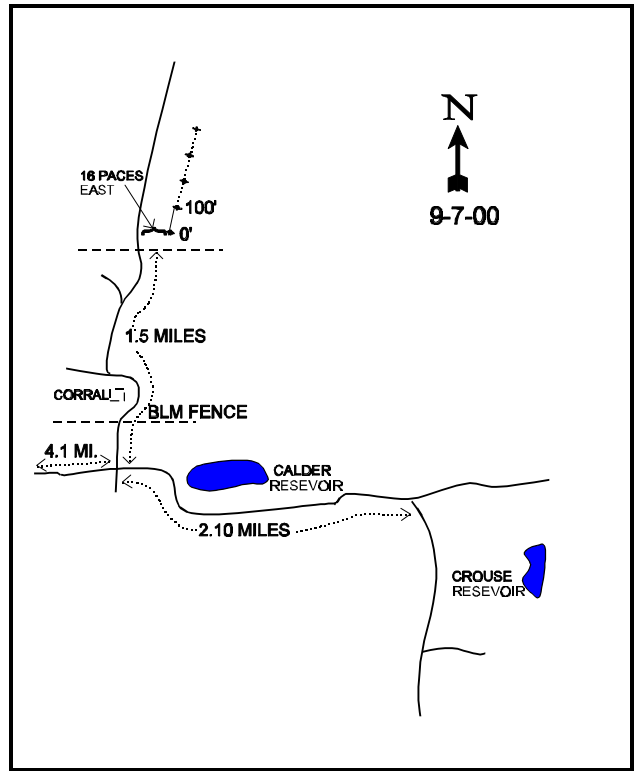 N
9-7-00
16 PACES
EAST
100'
0'
1.5 MILES
CORRAL
BLM FENCE
4.1 MI.
CALDER
RESEVOIR
2.10 MILES
CROUSE
RESEVOIR